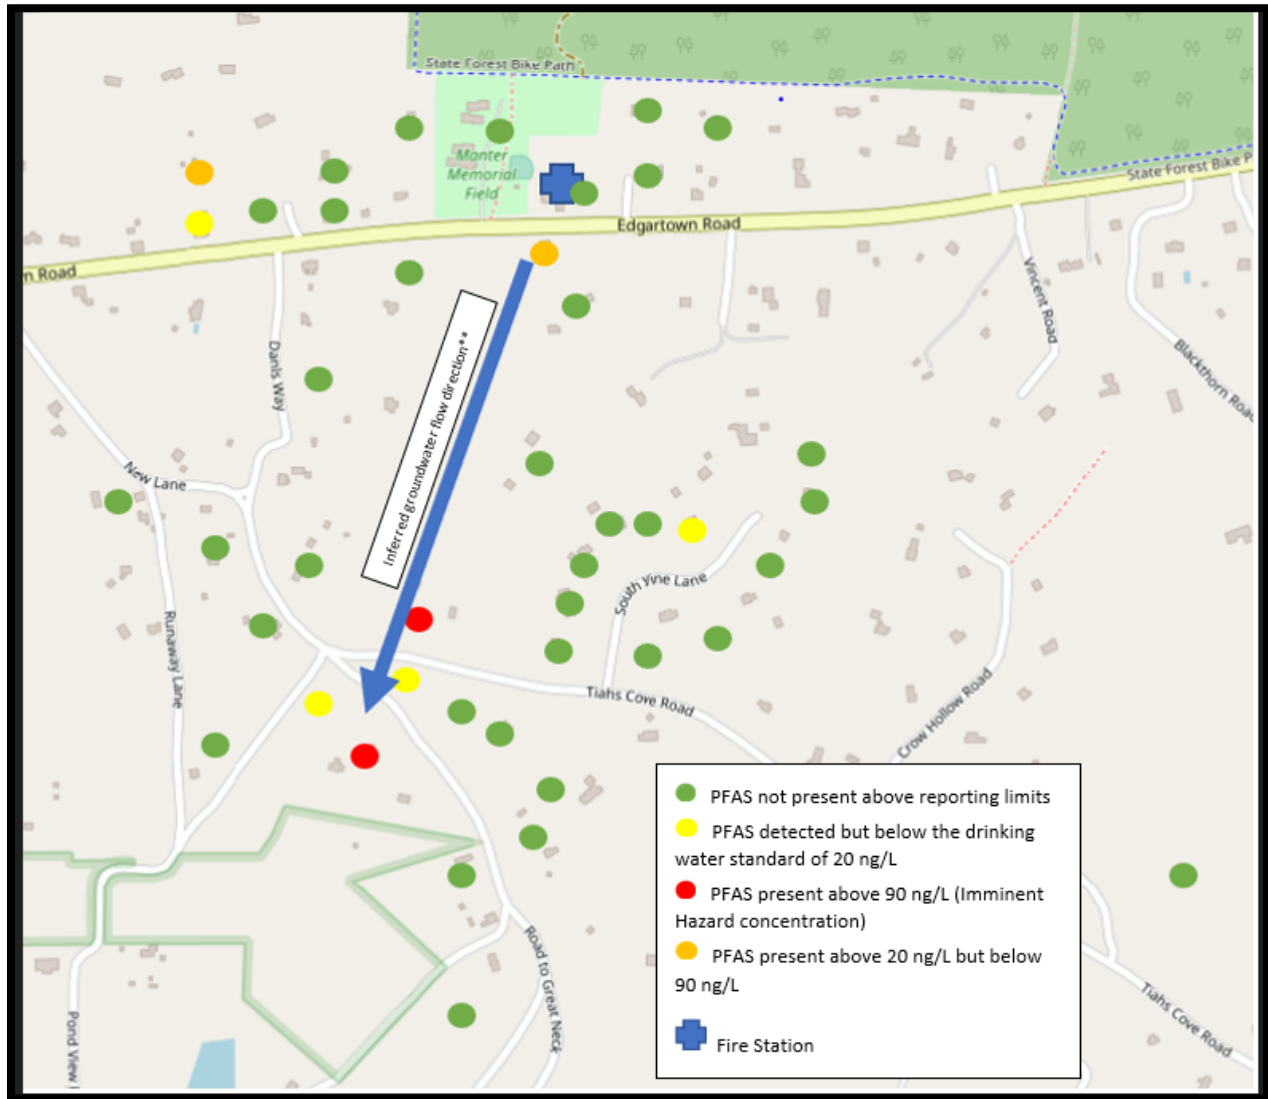 State Forest Bike Path
Manter
Memorial
Field
State Forest Bike P
Edgartown Road
n Road
Danis Way
Vincent Road
Blackthorn Road
Inferred groundwater flow direction**
New Lane
South Vine Lane
Runaway Lane
Tiahs Cove Road
Crow Hollow Road
PFAS not present above reporting limits
PFAS detected but below the drinking
water standard of 20 ng/L
PFAS present above 90 ng/L (Imminent
Hazard concentration)
PFAS present above 20 ng/L but below
90 ng/L
Fire Station
Road to Great Neck
Tiahs Cove Road
Pond View